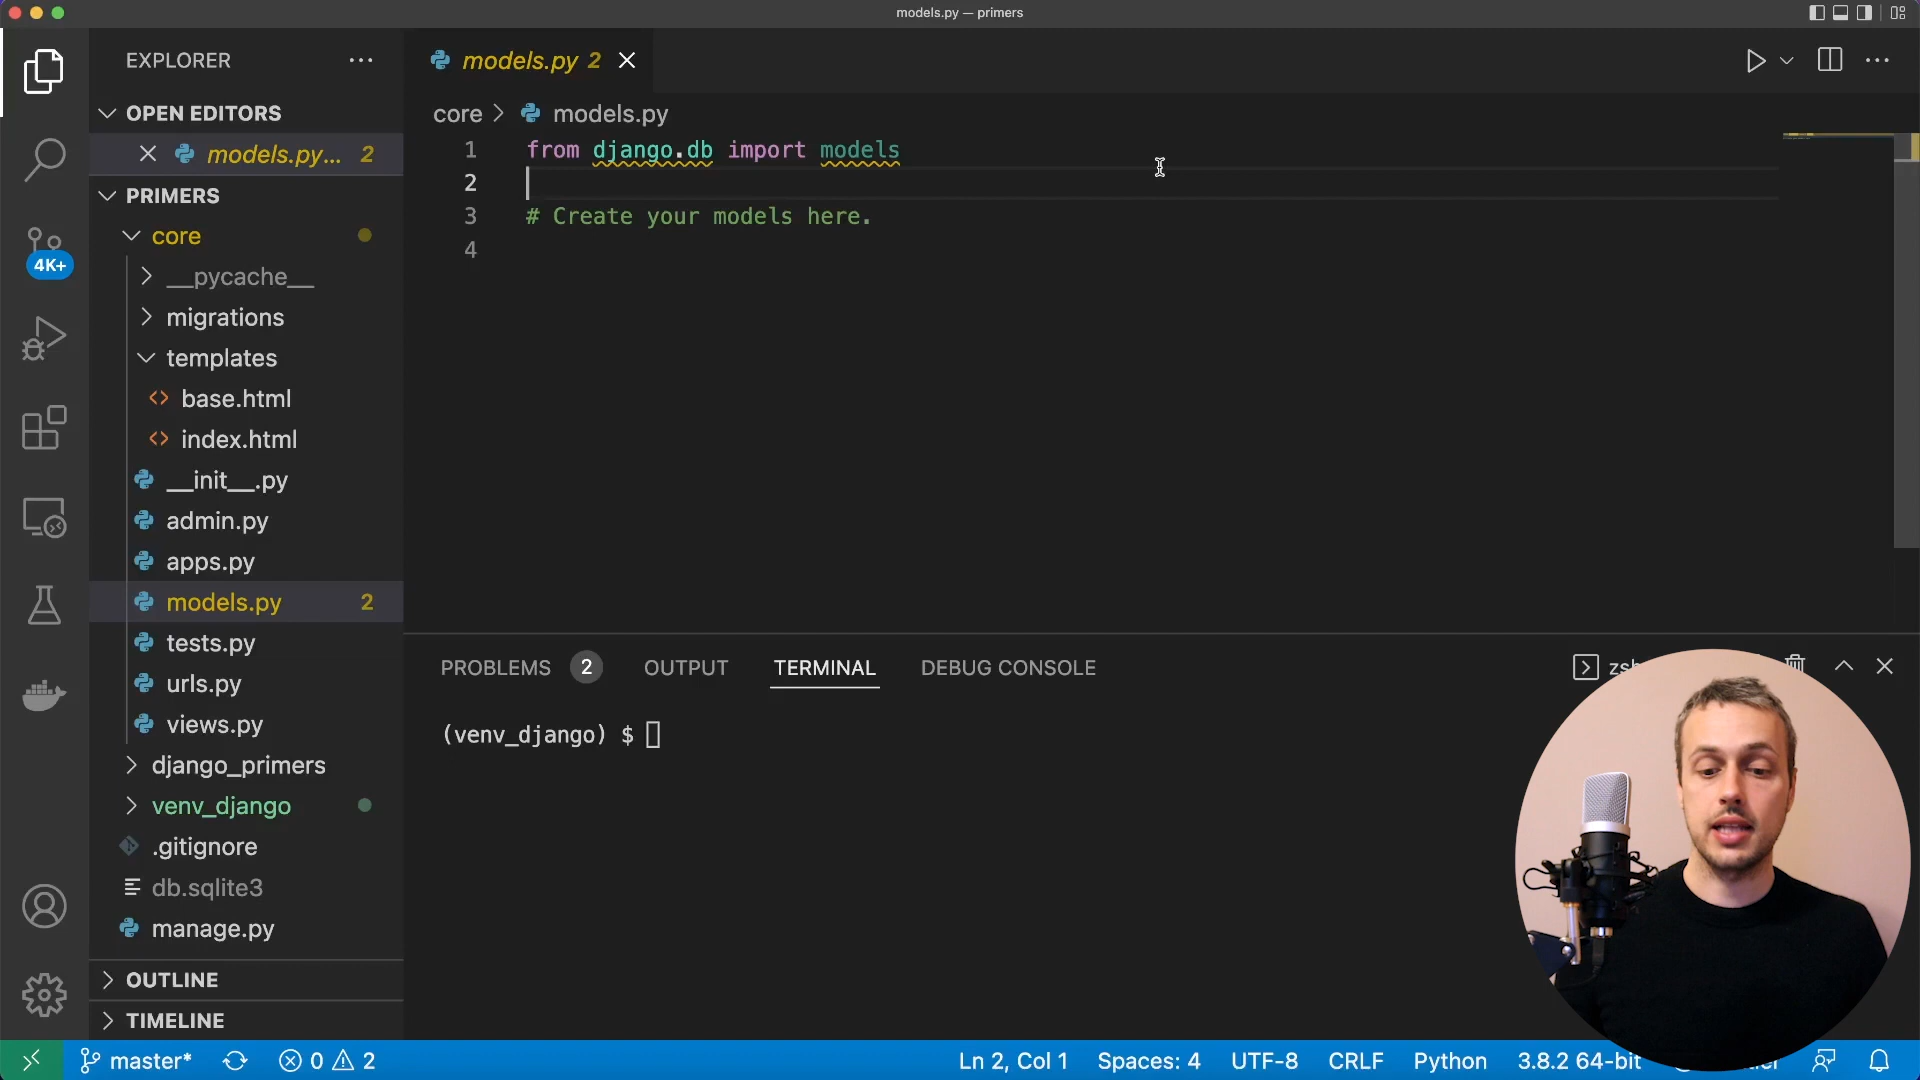 models.py — primers
EXPLORER
OPEN EDITORS
models.py... 2
PRIMERS
core
__pycache__
migrations
templates
base.html
index.html
__init__.py
admin.py
apps.py
models.py 2
tests.py
urls.py
views.py
django_primers
venv_django
.gitignore
db.sqlite3
manage.py
OUTLINE
TIMELINE
4K+
models.py 2
core > models.py
1 from django.db import models
2
3 # Create your models here.
4
PROBLEMS 2 OUTPUT TERMINAL DEBUG CONSOLE
(venv_django) $
master* 0 2 Ln 2, Col 1 Spaces: 4 UTF-8 CRLF Python 3.8.2 64-bit